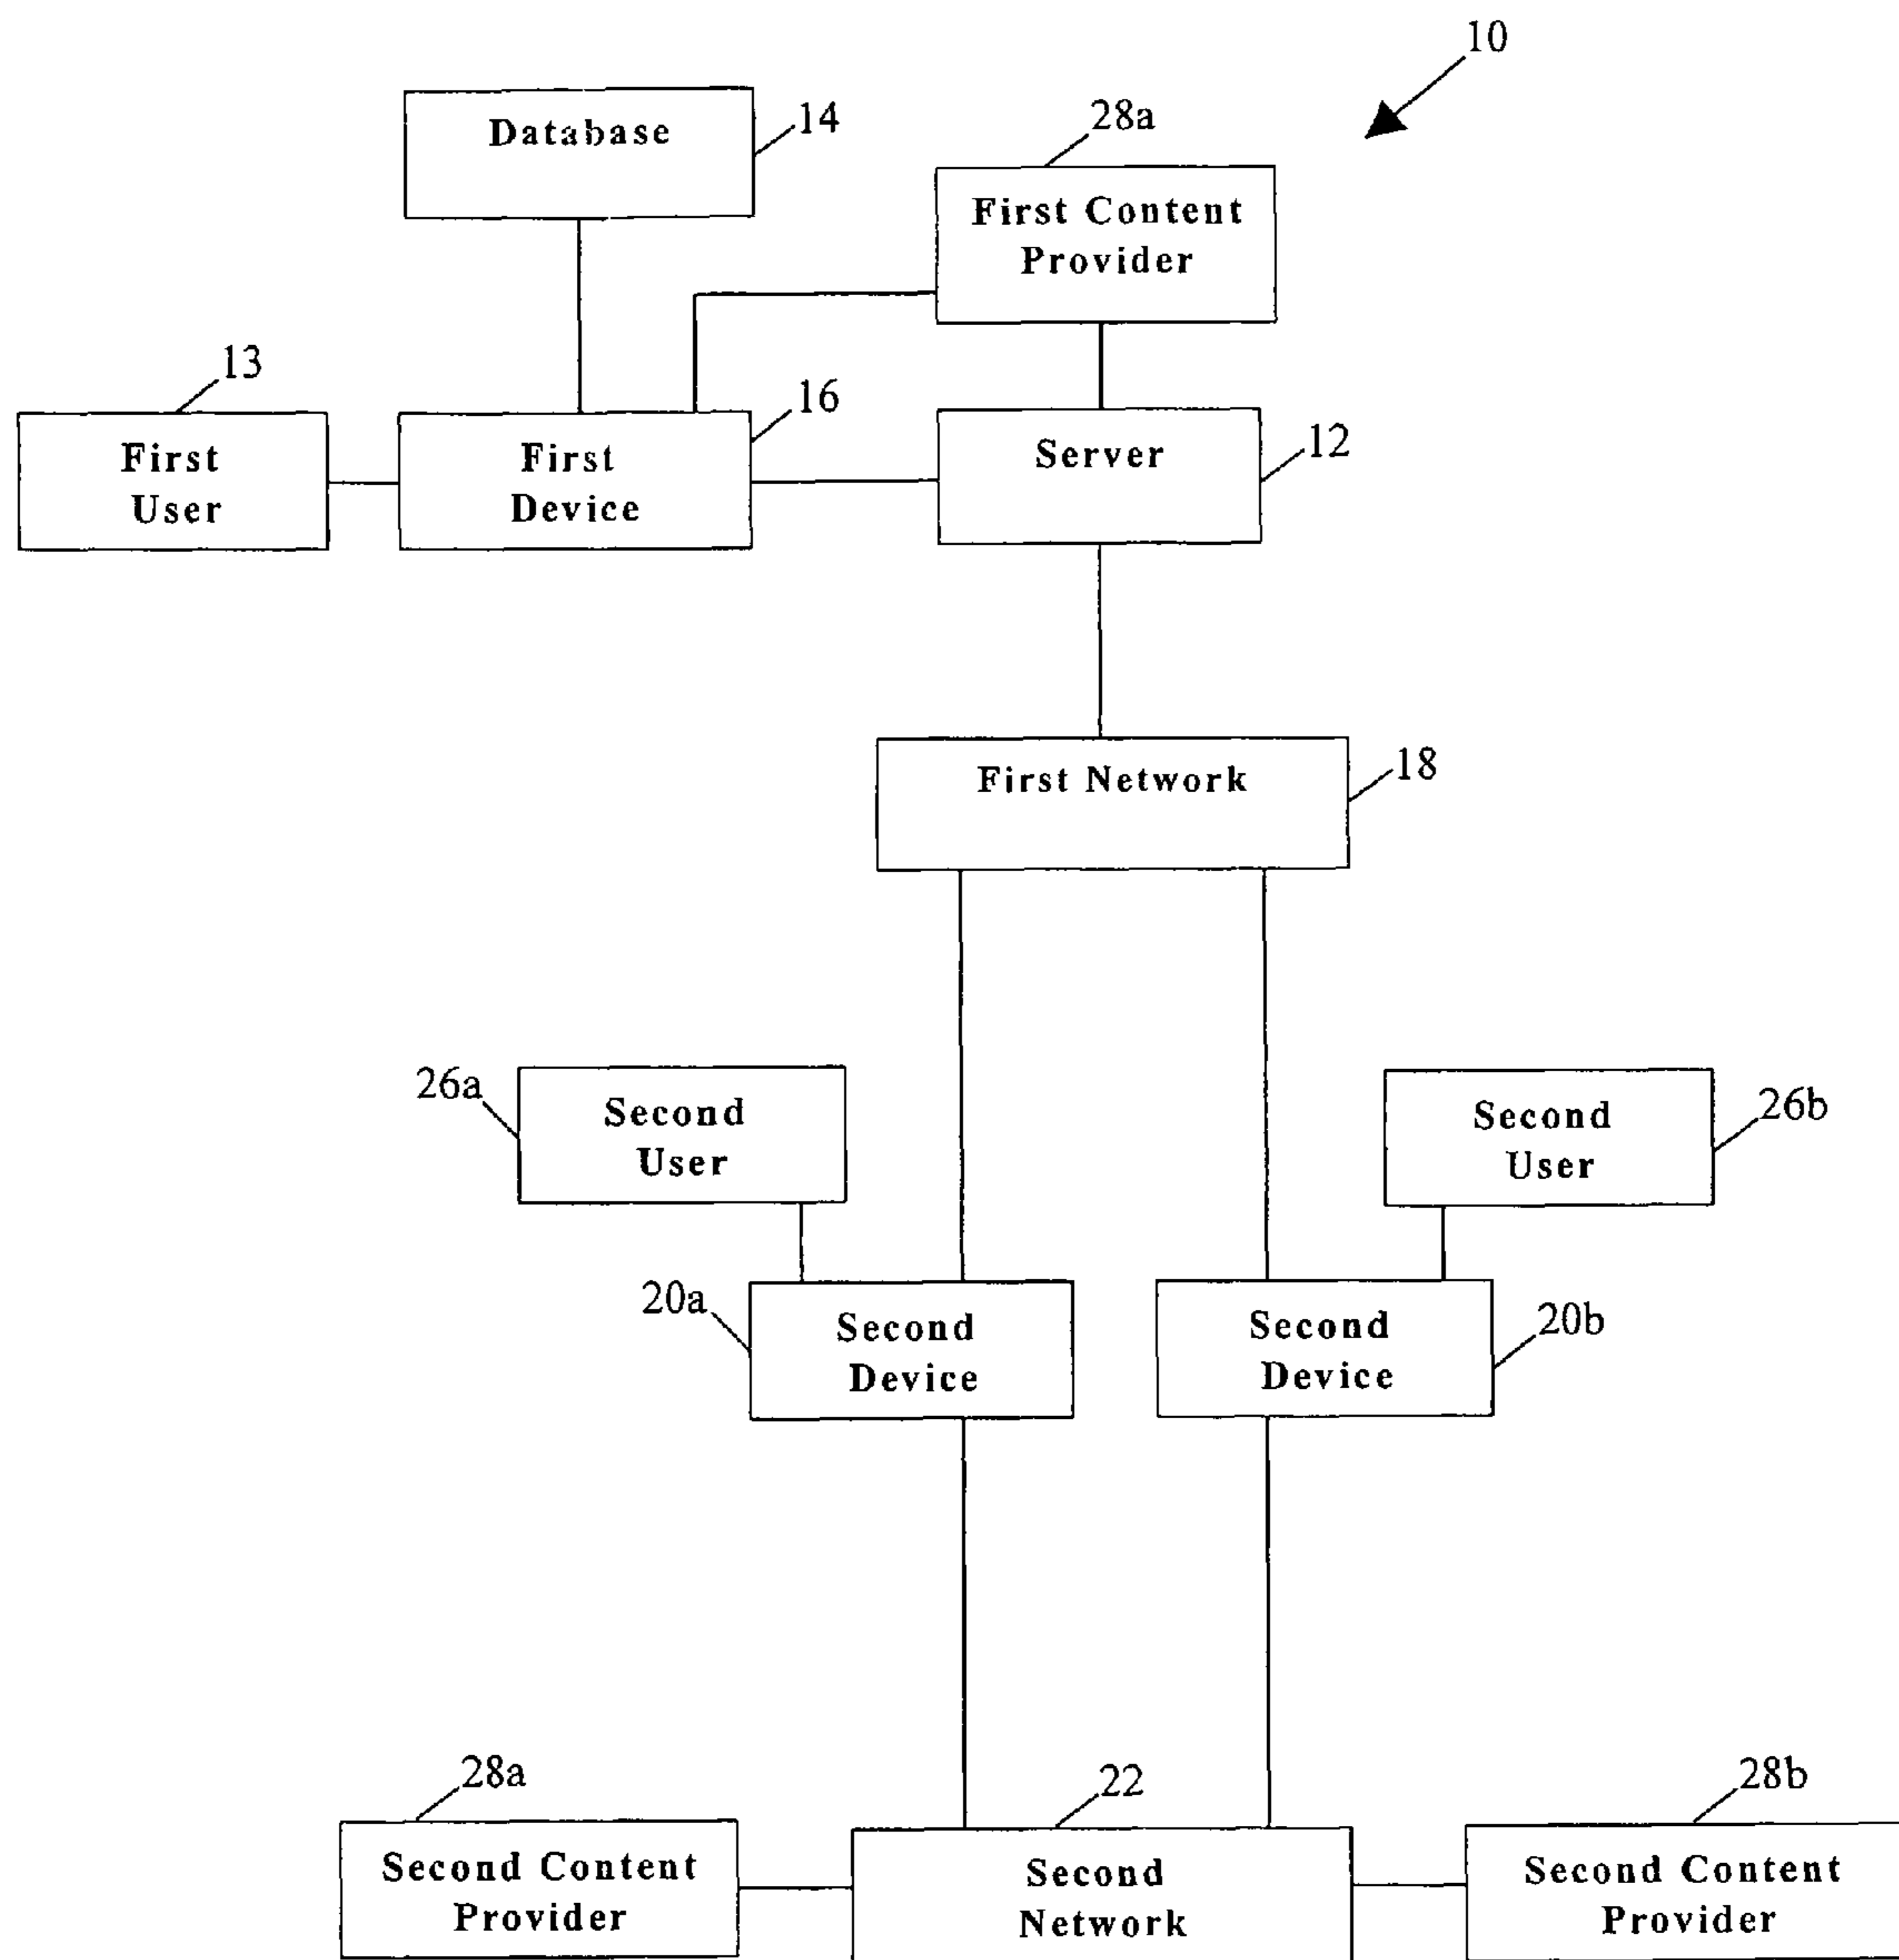 10
Database
14
28a
First Content
Provider
13
16
First
User
First
Device
Server
12
First Network
18
26a
Second
User
26b
Second
User
20a
Second
Device
20b
Second
Device
28a
22
28b
Second Content
Provider
Second
Network
Second Content
Provider